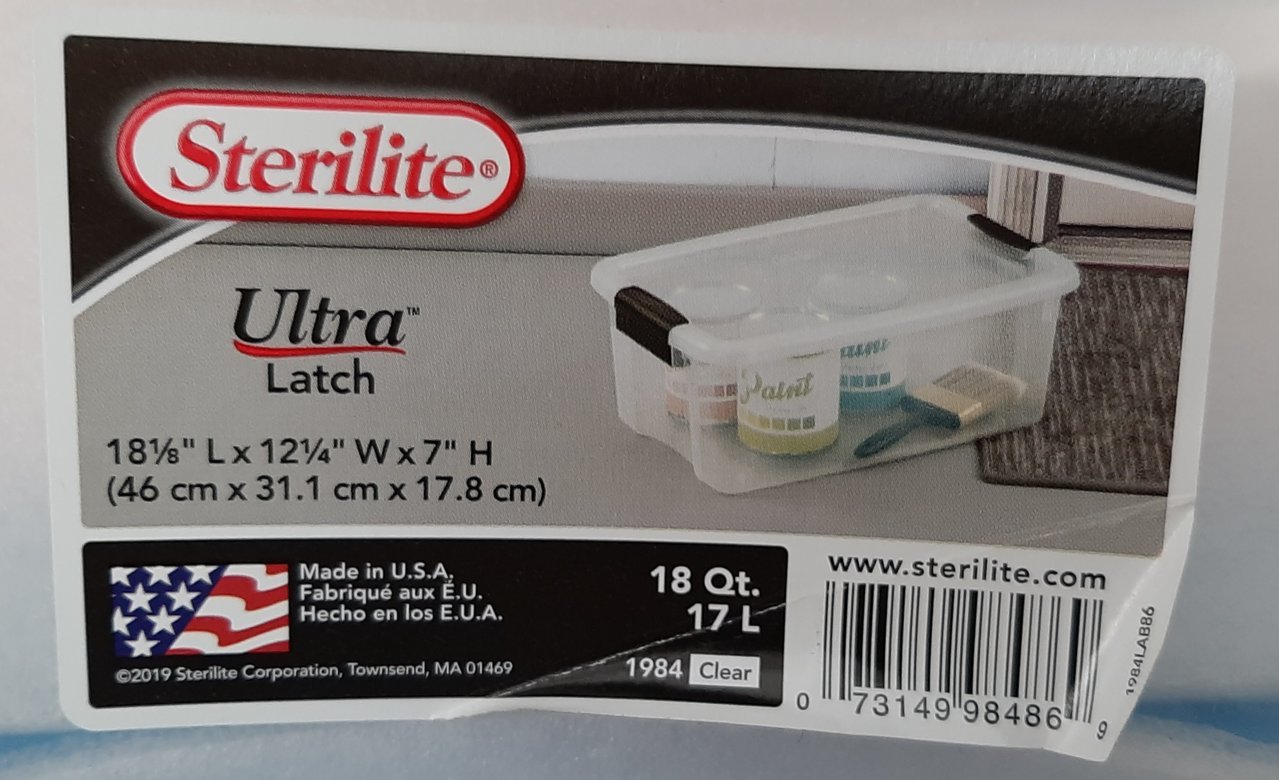 Sterilite®
Ultra™
Latch
18⅛" L x 12¼" W x 7" H
(46 cm x 31.1 cm x 17.8 cm)
Paint
Made in U.S.A.
Fabriqué aux É.U.
Hecho en los E.U.A.
©2019 Sterilite Corporation, Townsend, MA 01469
18 Qt.
17 L
1984 Clear
www.sterilite.com
0 73149 98486 9
1984LAB86